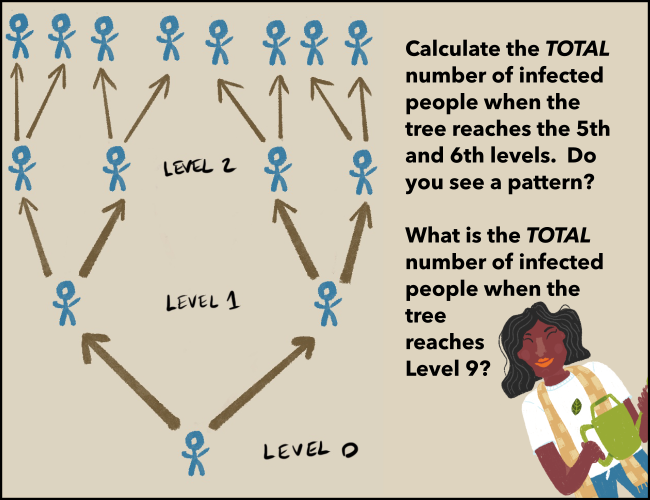 Calculate the TOTAL
number of infected
people when the
tree reaches the 5th
and 6th levels.  Do
you see a pattern?
What is the TOTAL
number of infected
people when the
tree
reaches
Level 9?
LEVEL 2
LEVEL 1
LEVEL 0